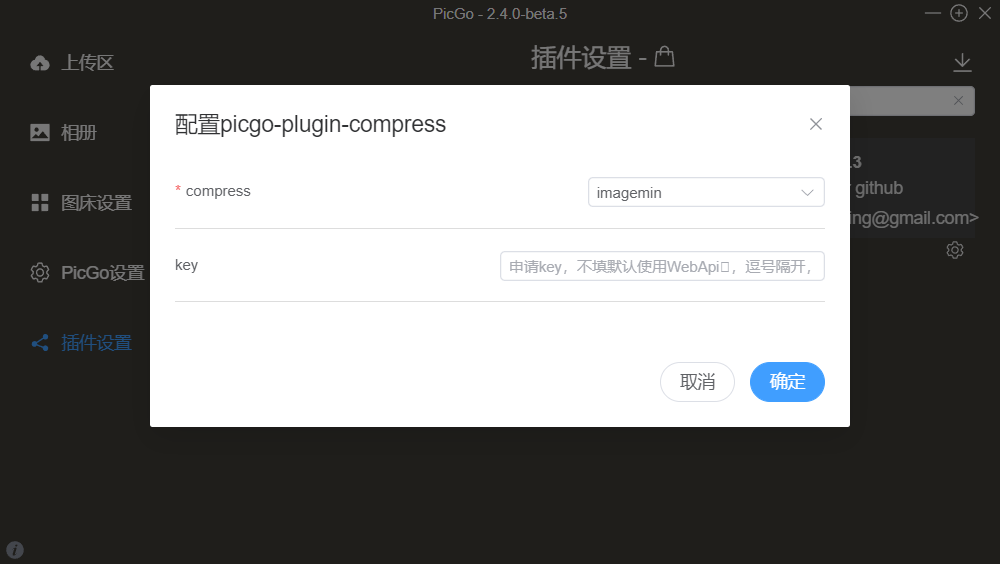 PicGo - 2.4.0-beta.5
上传区
相册
图床设置
PicGo设置
插件设置
插件设置 -
配置picgo-plugin-compress
* compress
imagemin
key
申请key，不填默认使用WebApi，逗号隔开，
取消
确定
.3
github
ing@gmail.com>